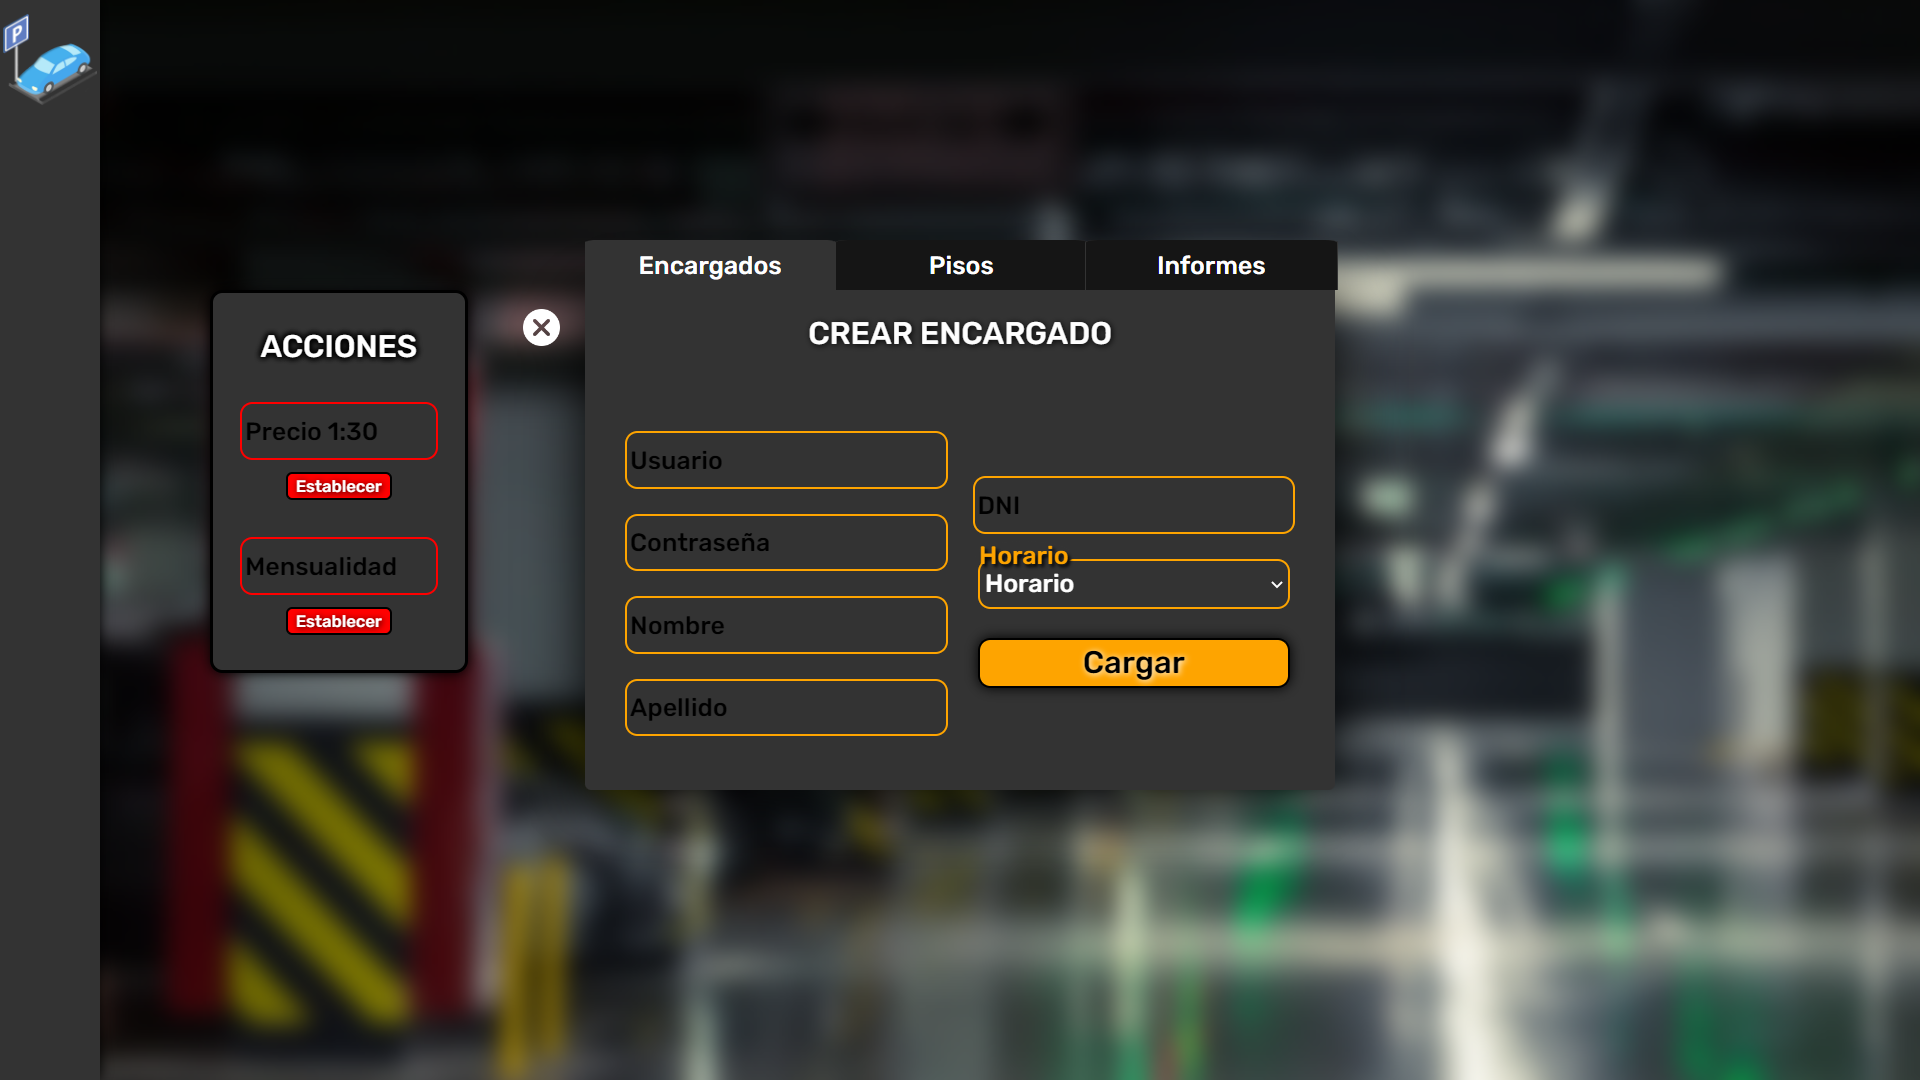 P
Encargados
Pisos
Informes
ACCIONES
Precio 1:30
Establecer
Mensualidad
Establecer
CREAR ENCARGADO
Usuario
Contraseña
Nombre
Apellido
DNI
Horario
Horario
Cargar